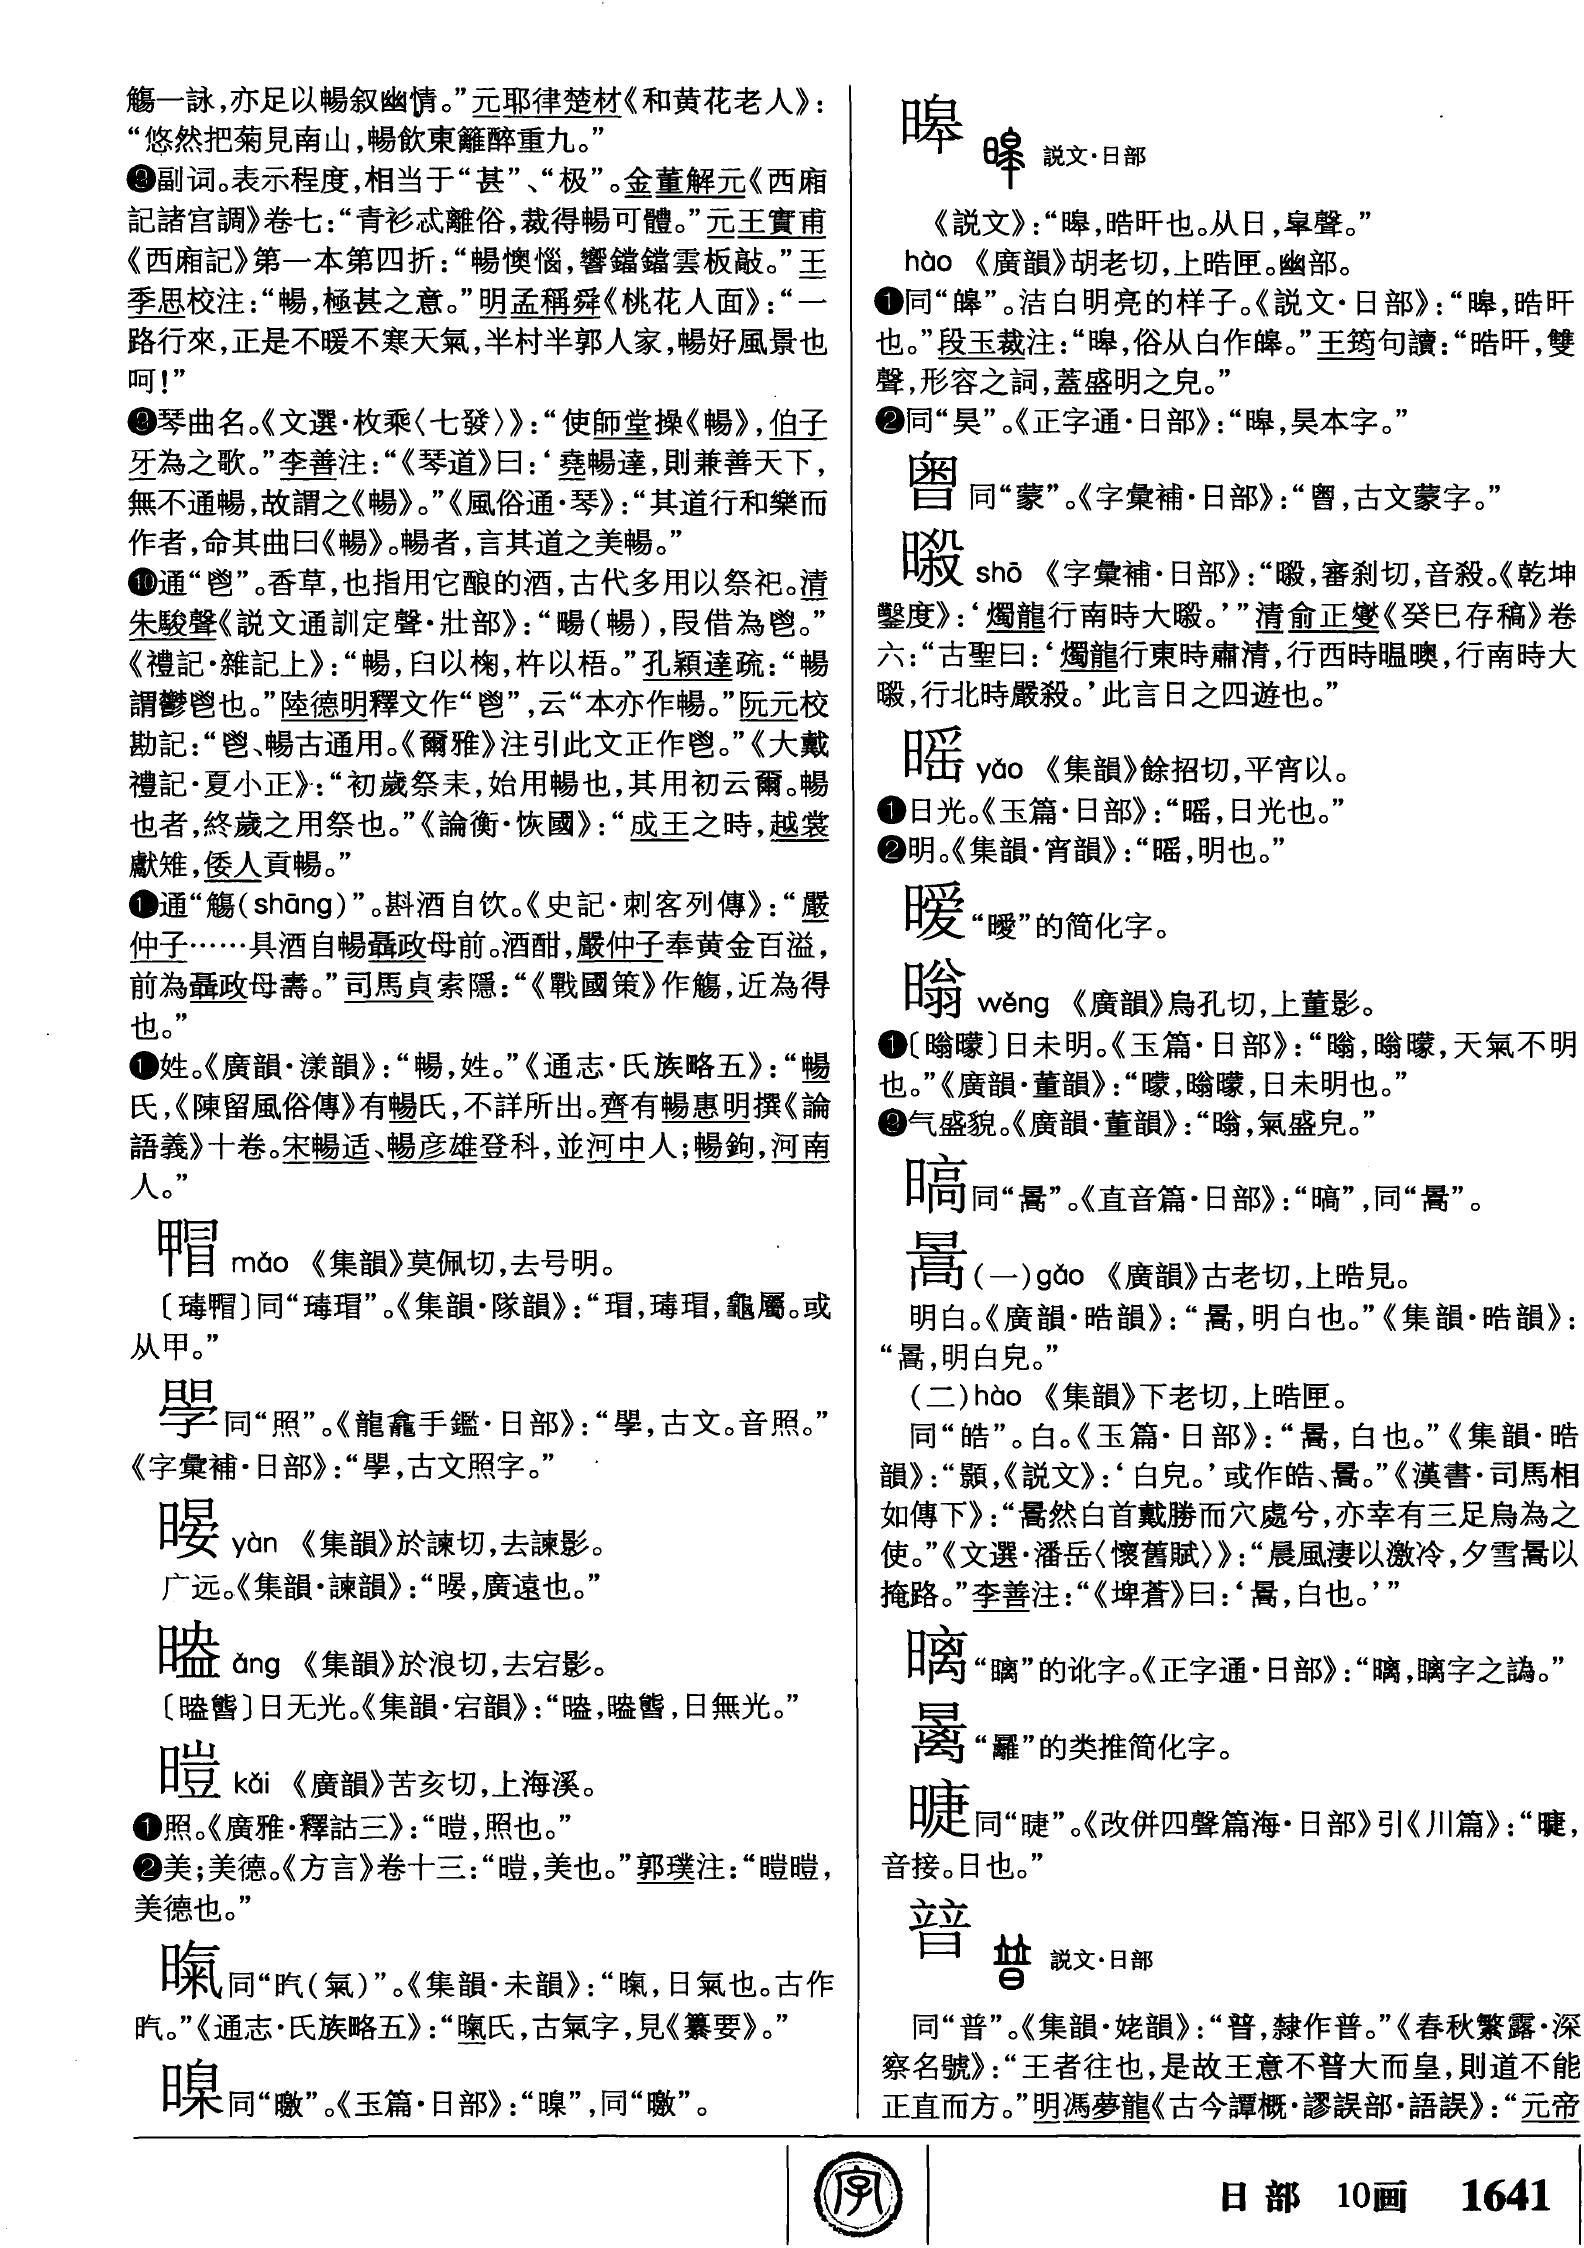 觴一詠，亦足以暢叙幽情。”元耶律楚材《和黄花老人》：
“悠然把菊見南山，暢飲東籬醉重九。”
❽副词。表示程度，相当于“甚”、“极”。金董解元《西廂
記諸宫調》卷七：“青衫忒離俗，裁得暢可體。”元王實甫
《西廂記》第一本第四折：“暢懊惱，響鐺鐺雲板敲。”王
季思校注：“暢，極甚之意。”明孟稱舜《桃花人面》：“一
路行來，正是不暖不寒天氣，半村半郭人家，暢好風景也
呵！”
❾琴曲名。《文選·枚乘〈七發〉》：“使師堂操《暢》，伯子
牙為之歌。”李善注：“《琴道》曰：‘堯暢達，則兼善天下，
無不通暢，故謂之《暢》。”《風俗通·琴》：“其道行和樂而
作者，命其曲曰《暢》。暢者，言其道之美暢。”
❿通“鬯”。香草，也指用它酿的酒，古代多用以祭祀。清
朱駿聲《説文通訓定聲·壯部》：“暘（暢），叚借為鬯。”
《禮記·雜記上》：“暢，臼以椈，杵以梧。”孔穎達疏：“暢
謂鬱鬯也。”陸德明釋文作“鬯”，云“本亦作暢。”阮元校
勘記：“鬯、暢古通用。《爾雅》注引此文正作鬯。”《大戴
禮記·夏小正》：“初歲祭耒，始用暢也，其用初云爾。暢
也者，終歲之用祭也。”《論衡·恢國》：“成王之時，越裳
獻雉，倭人貢暢。”
❶通“觴（shāng）”。斟酒自饮。《史記·刺客列傳》：“嚴
仲子……具酒自暢聶政母前。酒酣，嚴仲子奉黄金百溢，
前為聶政母壽。”司馬貞索隱：“《戰國策》作觴，近為得
也。”
❶姓。《廣韻·漾韻》：“暢，姓。”《通志·氏族略五》：“暢
氏，《陳留風俗傳》有暢氏，不詳所出。齊有暢惠明撰《論
語義》十卷。宋暢适、暢彦雄登科，並河中人；暢鉤，河南
人。”
mǎo 《集韻》莫佩切，去号明。
同“瑇瑁”。《集韻·隊韻》：“瑁，瑇瑁，龜屬。或
从甲。”
同“照”。《龍龕手鑑·日部》：“，古文。音照。”
《字彙補·日部》：“，古文照字。”
㬫 yàn 《集韻》於諫切，去諫影。
广远。《集韻·諫韻》：“㬫，廣遠也。”
㬺 ǎng 《集韻》於浪切，去宕影。
日无光。《集韻·宕韻》：“日無光。”
暟 kǎi 《廣韻》苦亥切，上海溪。
❶照。《廣雅·釋詁三》：“暟，照也。”
❷美；美德。《方言》卷十三：“暟，美也。”郭璞注：“暟暟，
美德也。”
暣同“㫓（氣）”。《集韻·未韻》：“暣，日氣也。古作
㫓。”《通志·氏族略五》：“暣氏，古氣字，見《纂要》。”
同“曒”。《玉篇·日部》：“”，同“曒”。
暤 説文·日部
《説文》：“暤，晧旰也。从日，皋聲。”
hào 《廣韻》胡老切，上晧匣。幽部。
❶同“皞”。洁白明亮的样子。《説文·日部》：“暤，晧旰
也。”段玉裁注：“暤，俗从白作皞。”王筠句讀：“晧旰，雙
聲，形容之詞，蓋盛明之皃。”
❷同“昊”。《正字通·日部》：“暤，昊本字。”
同“蒙”。《字彙補·日部》：“，古文蒙字。”
shō 《字彙補·日部》：“，審刹切，音殺。《乾坤
鑿度》：‘燭龍行南時大。’”清俞正燮《癸巳存稿》卷
六：“古聖曰：‘燭龍行東時肅清，行西時暱㬂，行南時大
，行北時嚴殺。’此言日之四遊也。”
暚 yáo 《集韻》餘招切，平宵以。
❶日光。《玉篇·日部》：“暚，日光也。”
❷明。《集韻·宵韻》：“暚，明也。”
暧“曖”的简化字。
暡 wěng 《廣韻》烏孔切，上董影。
❶〔暡曚〕日未明。《玉篇·日部》：“暡，暡曚，天氣不明
也。”《廣韻·董韻》：“曚，暡曚，日未明也。”
❷气盛貌。《廣韻·董韻》：“暡，氣盛皃。”
暠同“暠”。《直音篇·日部》：“”，同“暠”。
暠（一）gǎo 《廣韻》古老切，上晧見。
明白。《廣韻·晧韻》：“暠，明白也。”《集韻·晧韻》：
“暠，明白皃。”
（二）hào 《集韻》下老切，上晧匣。
同“皓”。白。《玉篇·日部》：“暠，白也。”《集韻·晧
韻》：“顥，《説文》：‘白皃。’或作皓、暠。”《漢書·司馬相
如傳下》：“暠然白首戴勝而穴處兮，亦幸有三足烏為之
使。”《文選·潘岳〈懷舊賦〉》：“晨風淒以激冷，夕雪暠以
掩路。”李善注：“《埤蒼》曰：‘暠，白也。’”
“瞝”的讹字。《正字通·日部》：“瞝字之譌。”
“”的类推简化字。
同“䀹”。《改併四聲篇海·日部》引《川篇》：“，
音接。日也。”
暜 説文·日部
同“普”。《集韻·姥韻》：“暜，隸作普。”《春秋繁露·深
察名號》：“王者往也，是故王意不普大而皇，則道不能
正直而方。”明馮夢龍《古今譚概·謬誤部·語誤》：“元帝
字
日部 10画 1641